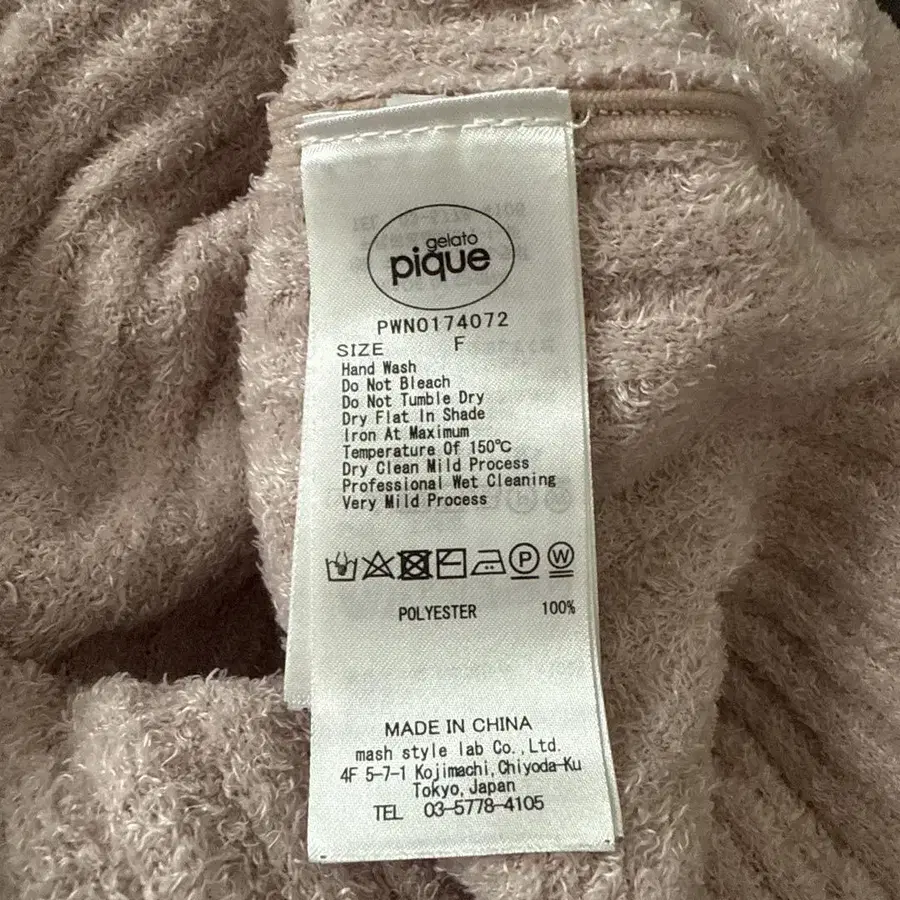 gelato
pique
PWNO174072
SIZE F
Hand Wash
Do Not Bleach
Do Not Tumble Dry
Dry Flat In Shade
Iron At Maximum
Temperature Of 150℃
Dry Clean Mild Process
Professional Wet Cleaning
Very Mild Process
P W
POLYESTER 100%
MADE IN CHINA
mash style lab Co., Ltd.
4F 5-7-1 Kojimachi, Chiyoda-Ku
Tokyo, Japan
TEL 03-5778-4105